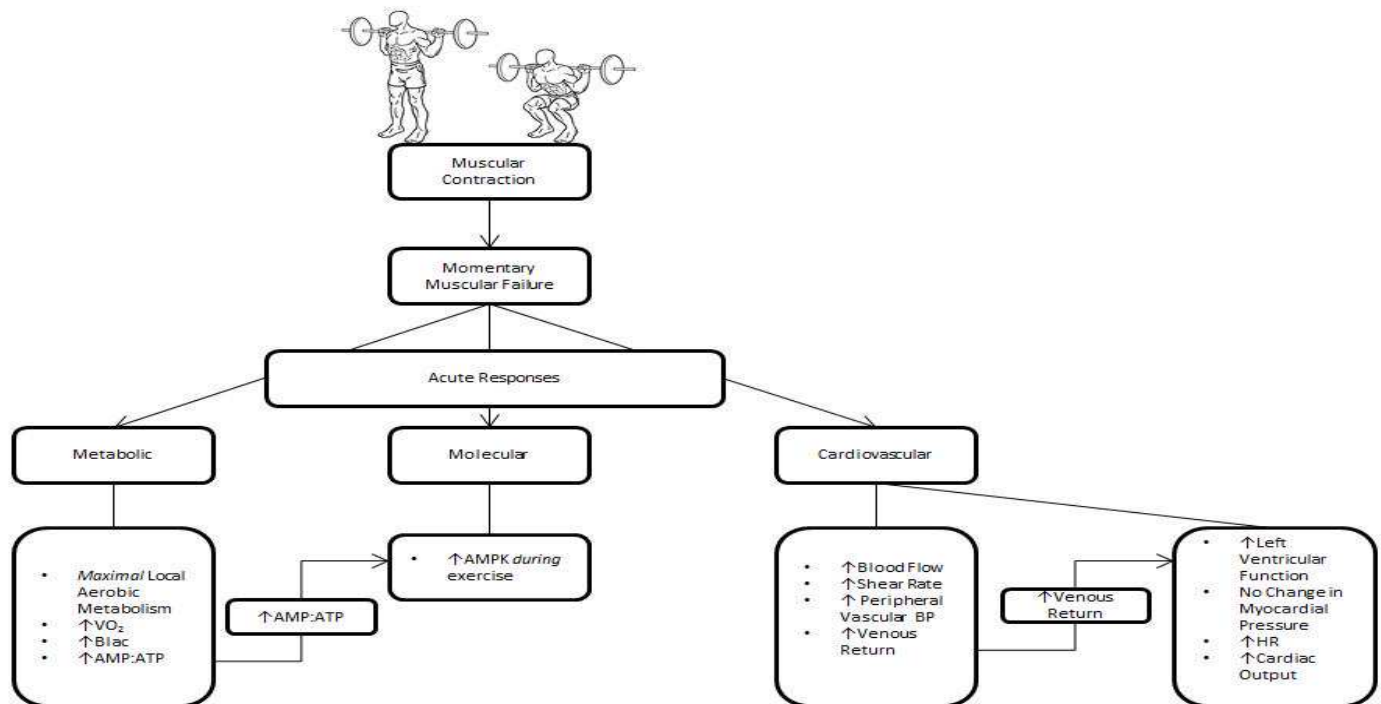 Muscular
Contraction
Momentary
Muscular Failure
Acute Responses
Metabolic
Molecular
Cardiovascular
• Maximal Local
Aerobic
Metabolism
• ↑VO₂
• ↑Blac
• ↑AMP:ATP
↑AMP:ATP
• ↑AMPK during
exercise
• ↑Blood Flow
• ↑Shear Rate
• ↑ Peripheral
Vascular BP
• ↑Venous
Return
↑Venous
Return
• ↑Left
Ventricular
Function
• No Change in
Myocardial
Pressure
• ↑HR
• ↑Cardiac
Output